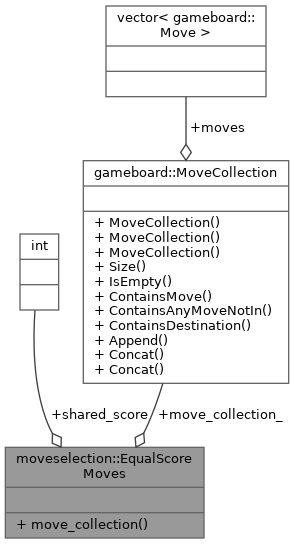 vector< gameboard::
Move >
+moves
gameboard::MoveCollection
+ MoveCollection()
+ MoveCollection()
+ MoveCollection()
+ Size()
+ IsEmpty()
+ ContainsMove()
+ ContainsAnyMoveNotIn()
+ ContainsDestination()
+ Append()
+ Concat()
+ Concat()
int
+shared_score
+move_collection_
moveselection::EqualScore
Moves
+ move_collection()